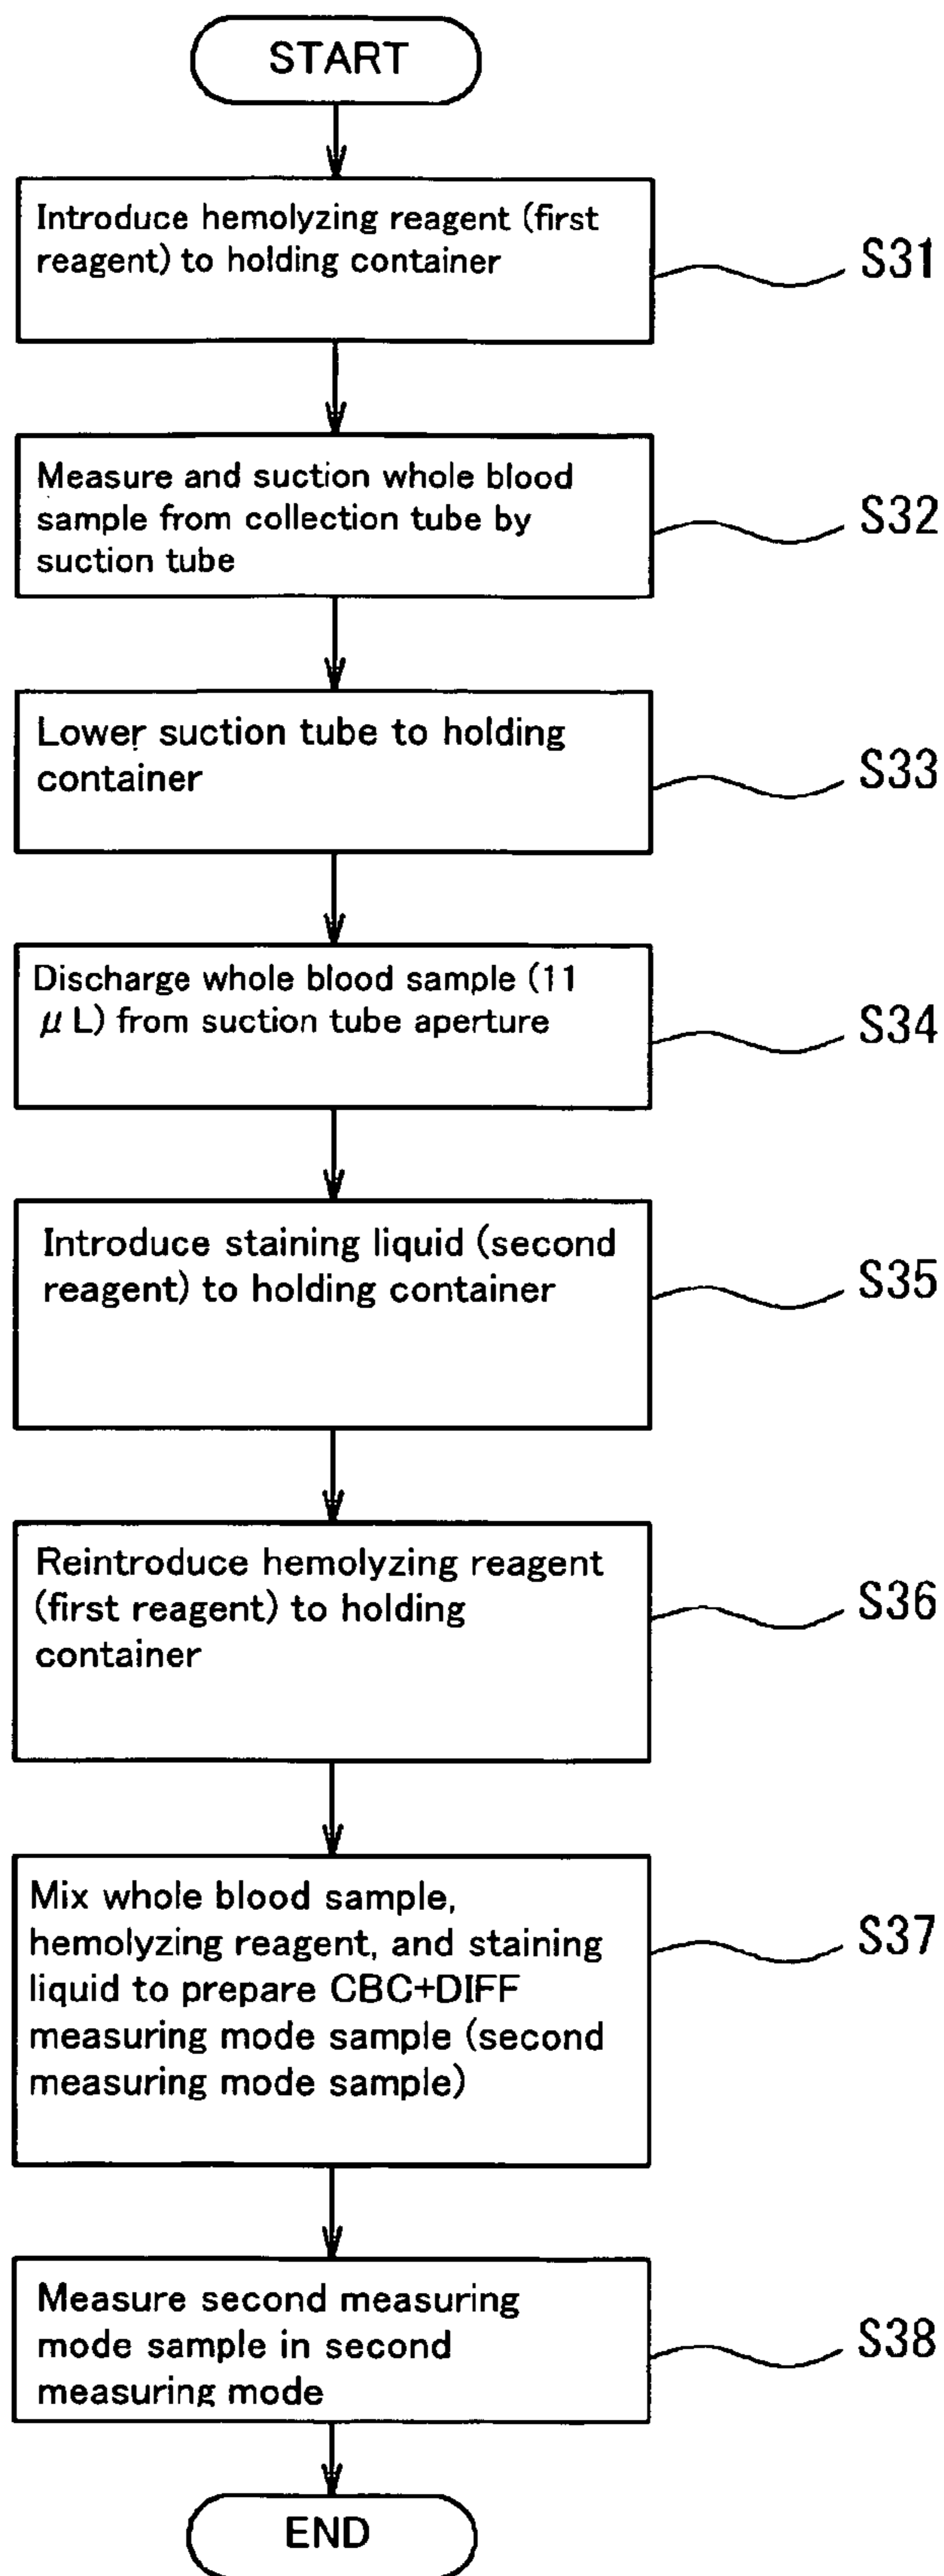 START
Introduce hemolyzing reagent (first
reagent) to holding container
S31
Measure and suction whole blood
sample from collection tube by
suction tube
S32
Lower suction tube to holding
container
S33
Discharge whole blood sample (11
μL) from suction tube aperture
S34
Introduce staining liquid (second
reagent) to holding container
S35
Reintroduce hemolyzing reagent
(first reagent) to holding
container
S36
Mix whole blood sample,
hemolyzing reagent, and staining
liquid to prepare CBC+DIFF
measuring mode sample (second
measuring mode sample)
S37
Measure second measuring
mode sample in second
measuring mode
S38
END